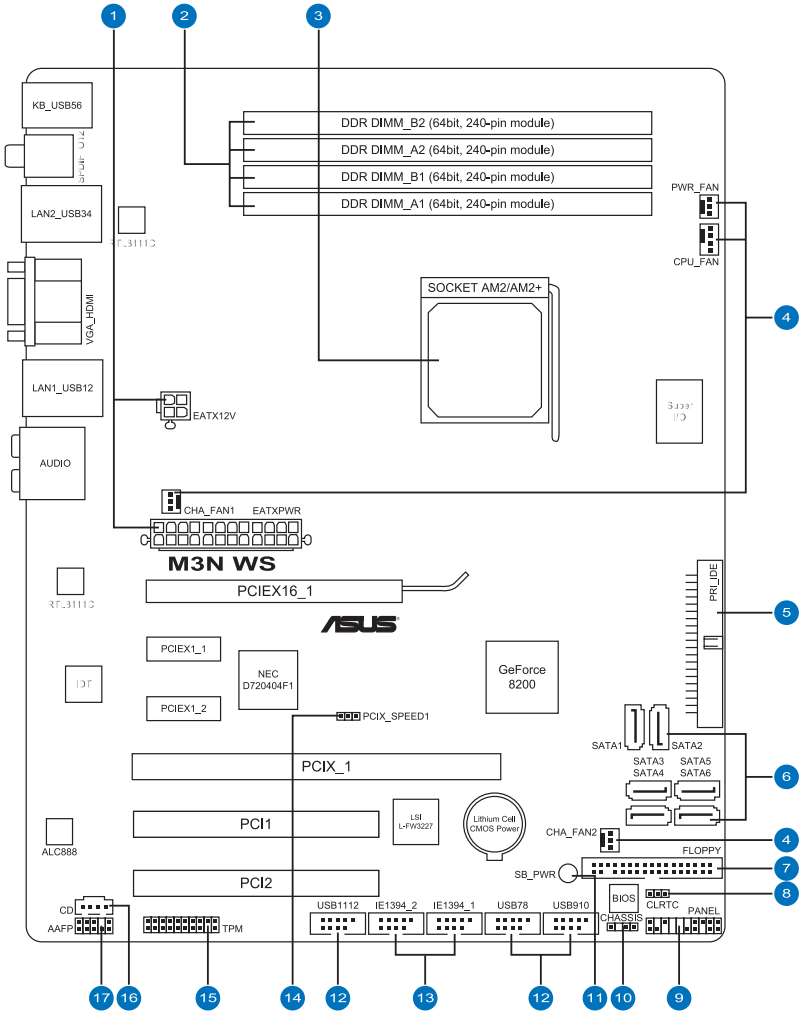 1
2
3
KB_USB56
DDR DIMM_B2 (64bit, 240-pin module)
DDR DIMM_A2 (64bit, 240-pin module)
DDR DIMM_B1 (64bit, 240-pin module)
DDR DIMM_A1 (64bit, 240-pin module)
PWR_FAN
LAN2_USB34
CPU_FAN
SOCKET AM2/AM2+
4
VGA_HDMI
LAN1_USB12
EATX12V
Super
I/O
AUDIO
CHA_FAN1
EATXPWR
M3N WS
PCIEX16_1
PRI_IDE
5
ASUS
PCIEX1_1
NEC
D720404F1
GeForce
8200
IDT
PCIEX1_2
PCIX_SPEED1
SATA1
SATA2
SATA3
SATA4
SATA5
SATA6
PCIX_1
6
PCI1
LSI
L-FW3227
Lithium Cell
CMOS Power
CHA_FAN2
4
ALC888
FLOPPY
7
PCI2
SB_PWR
BIOS
CLRTC
8
CD
AAFP
TPM
USB1112
IE1394_2
IE1394_1
USB78
USB910
CHASSIS
PANEL
17
16
15
14
12
13
12
11
10
9